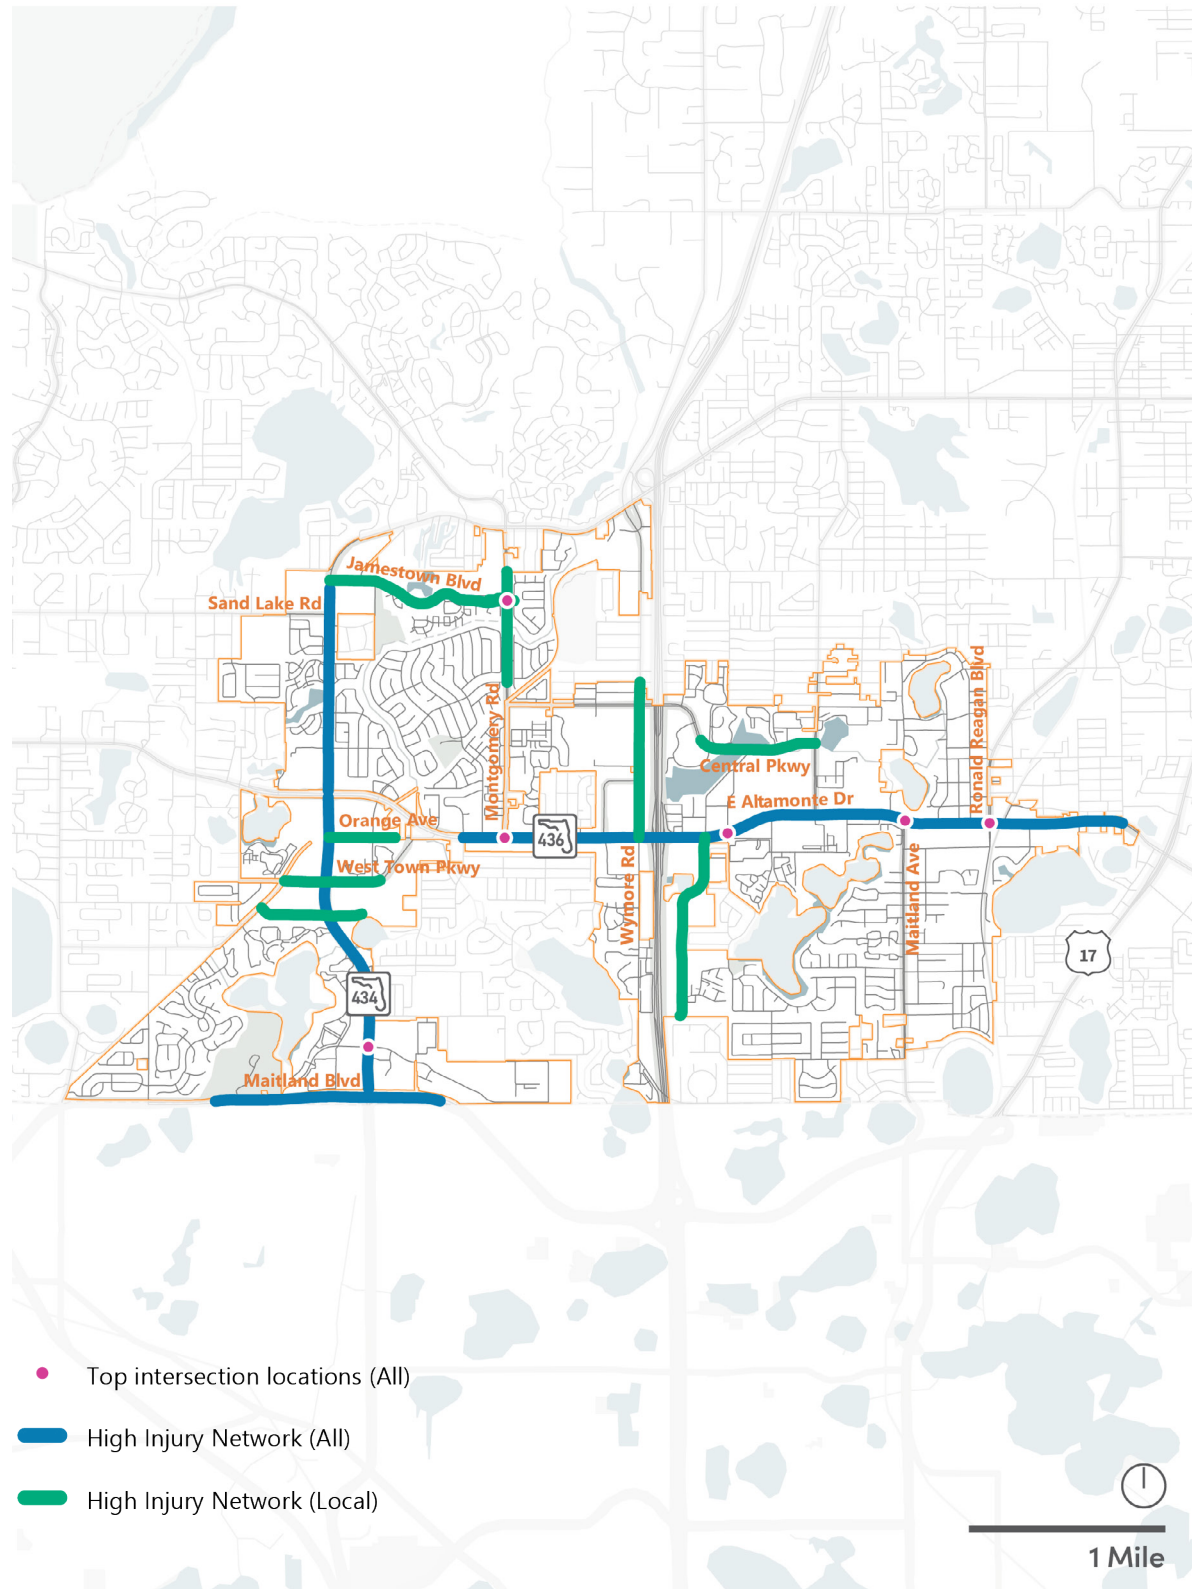 Jamestown Blvd
Sand Lake Rd
Montgomery Rd
Ronald Reagan Blvd
Central Pkwy
E Altamonte Dr
Orange Ave
436
West Town Pkwy
Wymore Rd
Maitland Ave
17
434
Maitland Blvd
Top intersection locations (All)
High Injury Network (All)
High Injury Network (Local)
1 Mile